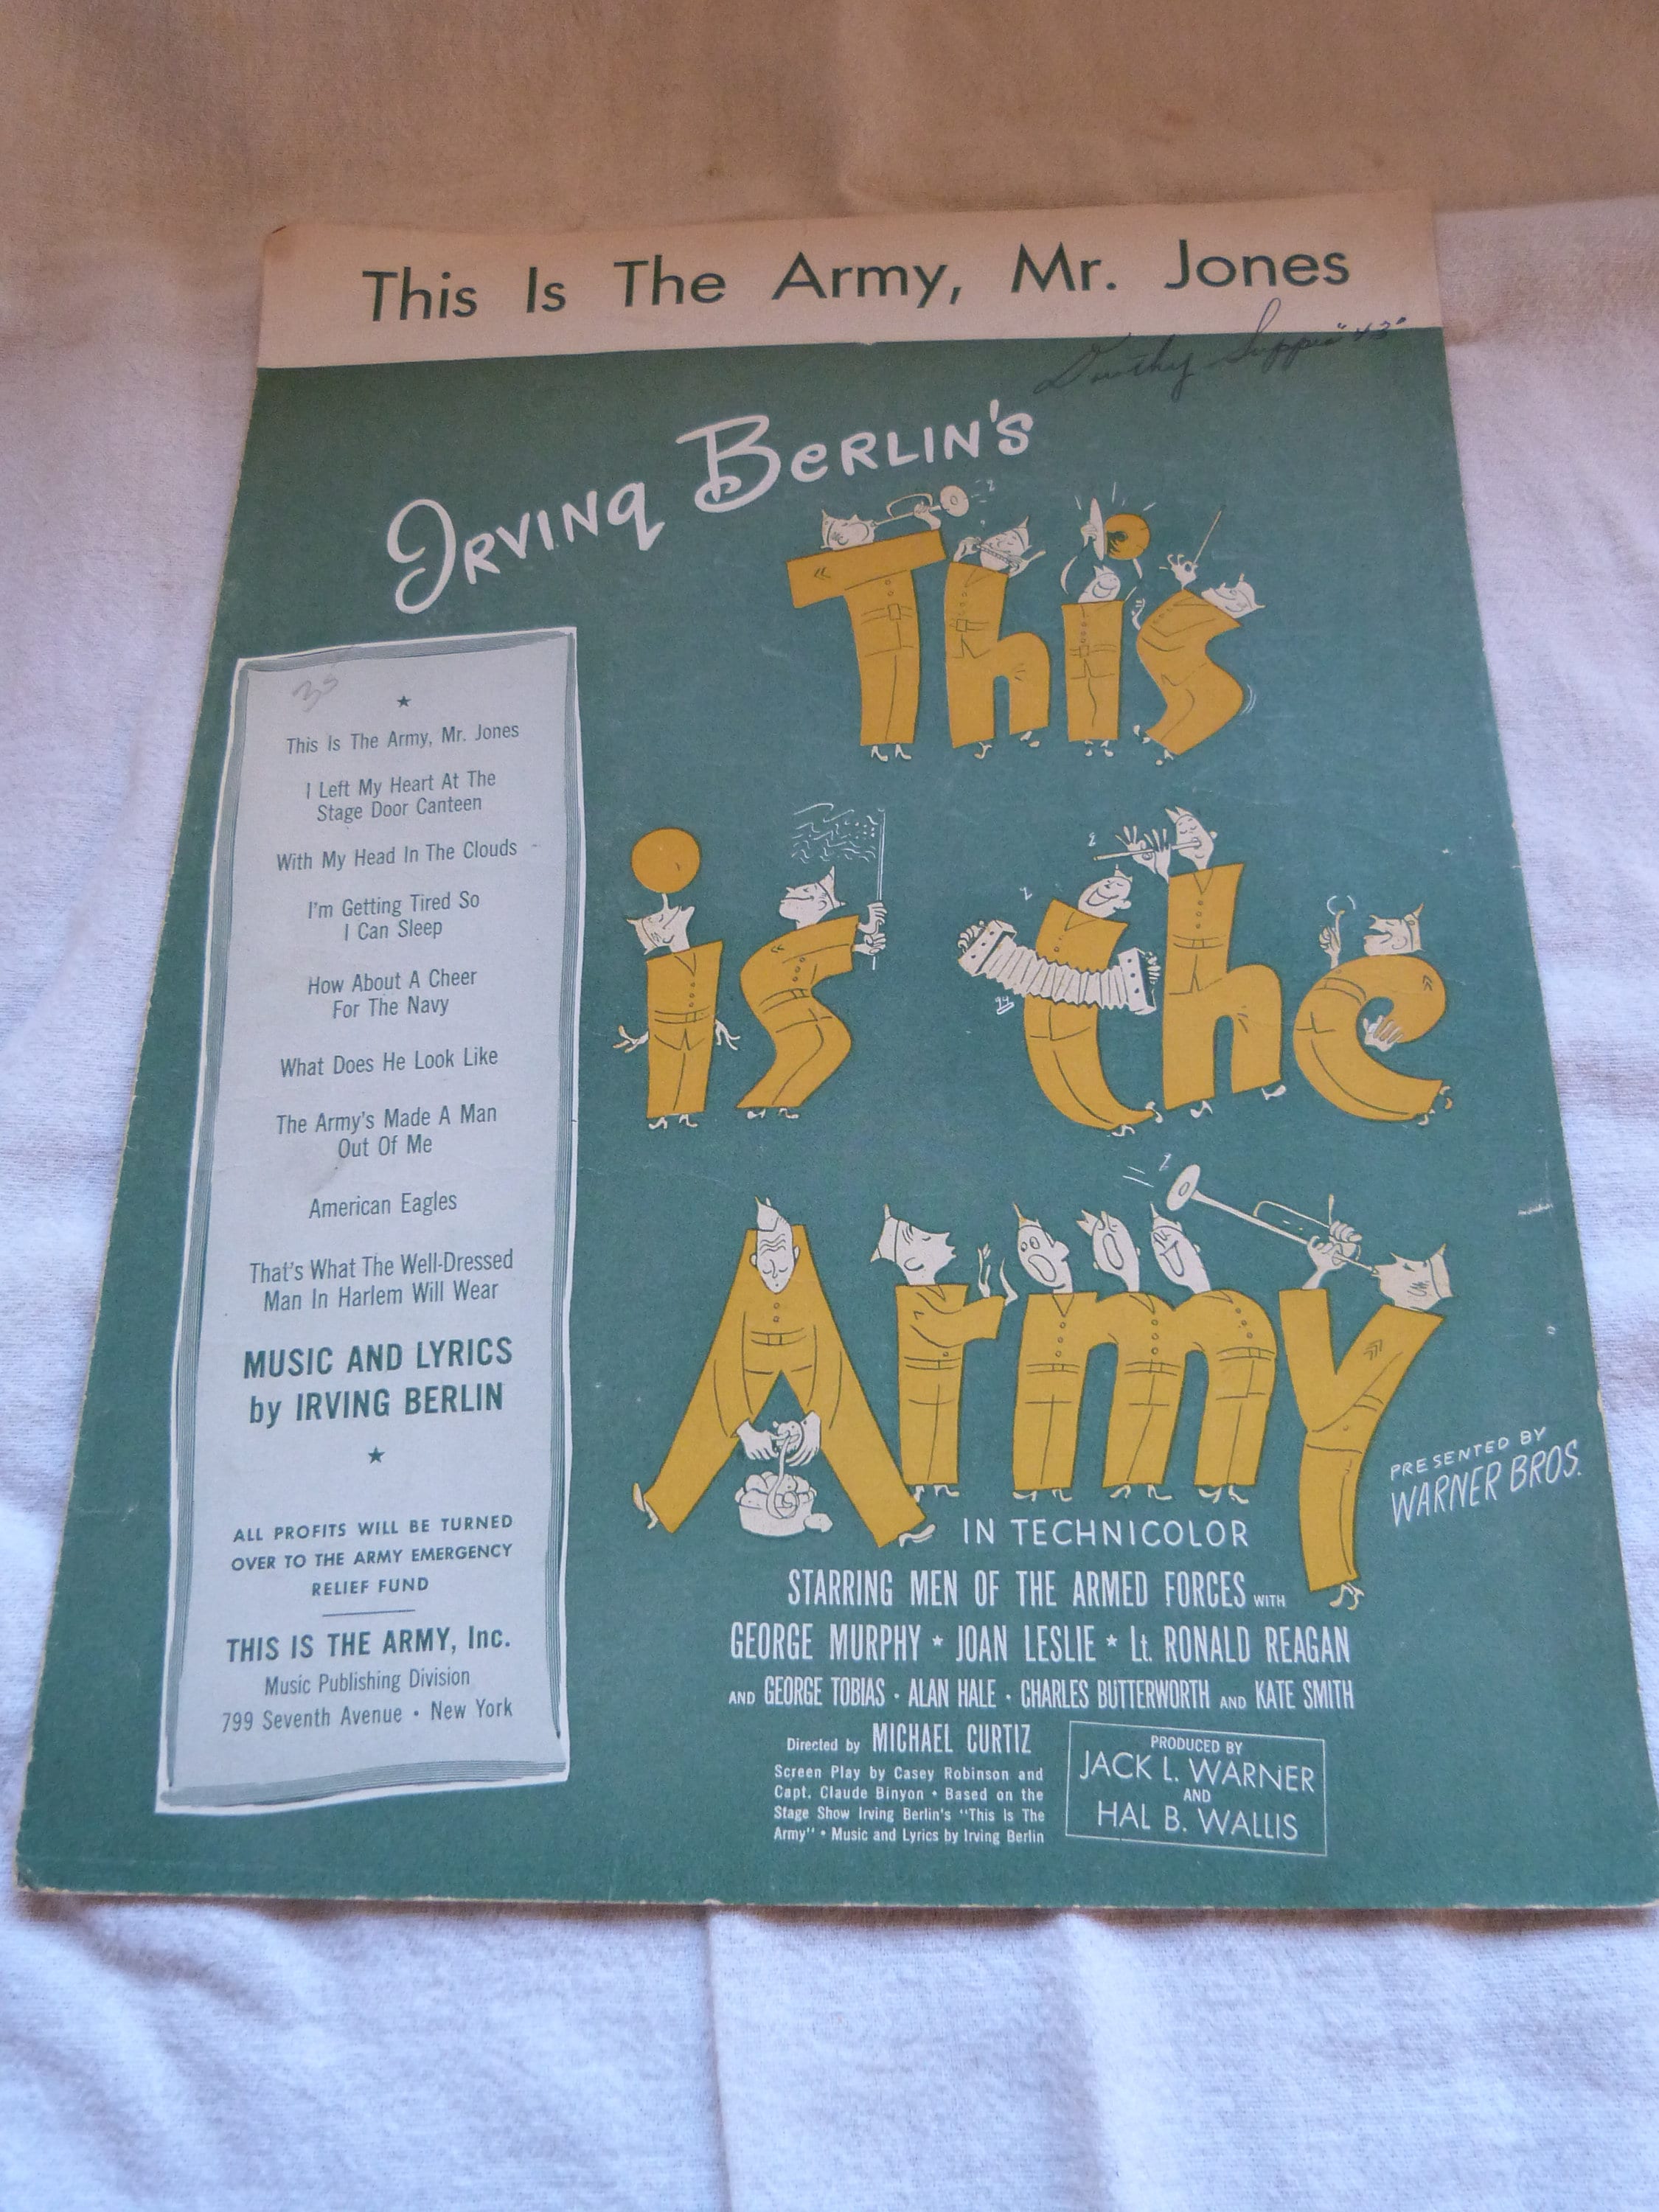 This Is The Army, Mr. Jones
Dorothy "43"
IRVING BERLIN'S
This
is the
Army
35
★
This Is The Army, Mr. Jones
I Left My Heart At The
Stage Door Canteen
With My Head In The Clouds
I'm Getting Tired So
I Can Sleep
How About A Cheer
For The Navy
What Does He Look Like
The Army's Made A Man
Out Of Me
American Eagles
That's What The Well-Dressed
Man In Harlem Will Wear
MUSIC AND LYRICS
by IRVING BERLIN
★
ALL PROFITS WILL BE TURNED
OVER TO THE ARMY EMERGENCY
RELIEF FUND
THIS IS THE ARMY, Inc.
Music Publishing Division
799 Seventh Avenue • New York
PRESENTED BY
WARNER BROS.
IN TECHNICOLOR
STARRING MEN OF THE ARMED FORCES WITH
GEORGE MURPHY ★ JOAN LESLIE ★ Lt. RONALD REAGAN
AND GEORGE TOBIAS • ALAN HALE • CHARLES BUTTERWORTH AND KATE SMITH
Directed by MICHAEL CURTIZ
Screen Play by Casey Robinson and
Capt. Claude Binyon • Based on the
Stage Show Irving Berlin's "This Is The
Army" • Music and Lyrics by Irving Berlin
PRODUCED BY
JACK L. WARNER
AND
HAL B. WALLIS